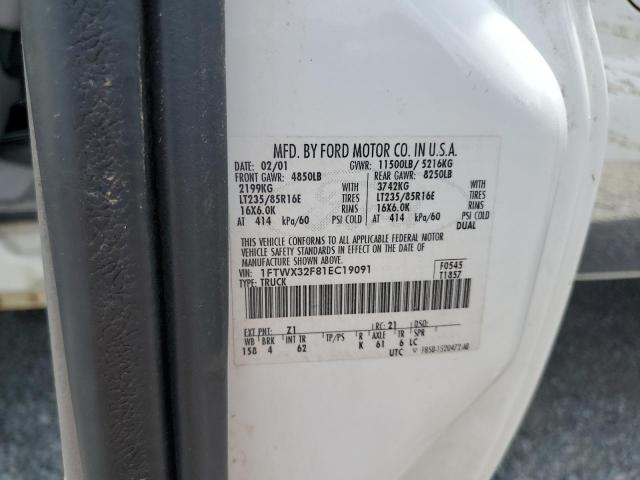 MFD. BY FORD MOTOR CO. IN U.S.A.
DATE: 02/01 GVWR: 11500LB/ 5216KG
FRONT GAWR: 4850LB REAR GAWR: 8250LB
2199KG WITH 3742KG WITH
LT235/85R16E TIRES LT235/85R16E TIRES
16X6.0K RIMS 16X6.0K RIMS
AT 414 kPa/60 PSI COLD AT 414 kPa/60 PSI COLD
DUAL
THIS VEHICLE CONFORMS TO ALL APPLICABLE FEDERAL MOTOR
VEHICLE SAFETY STANDARDS IN EFFECT ON THE DATE OF
MANUFACTURE SHOWN ABOVE.
VIN: 1FTWX32F81EC19091 F0545
TYPE: TRUCK T1857
EXT PNT: Z1 RC: 21 DSO:
WB BRK INT TR TP/PS R AXLE TR SPR
158 4 62 K 61 6 LC
UTC